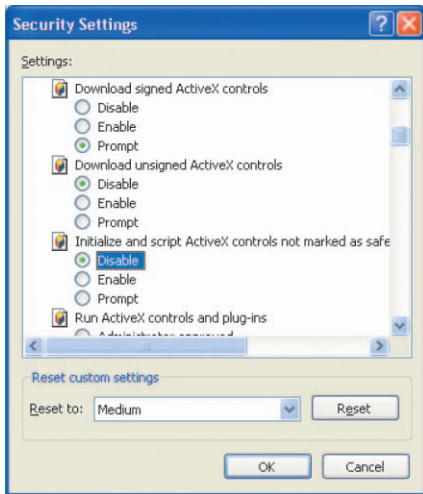 Security Settings
Settings:
Download signed ActiveX controls
Disable
Enable
Prompt
Download unsigned ActiveX controls
Disable
Enable
Prompt
Initialize and script ActiveX controls not marked as safe
Disable
Enable
Prompt
Run ActiveX controls and plug-ins
Administrator approved
Reset custom settings
Reset to: Medium Reset
OK Cancel